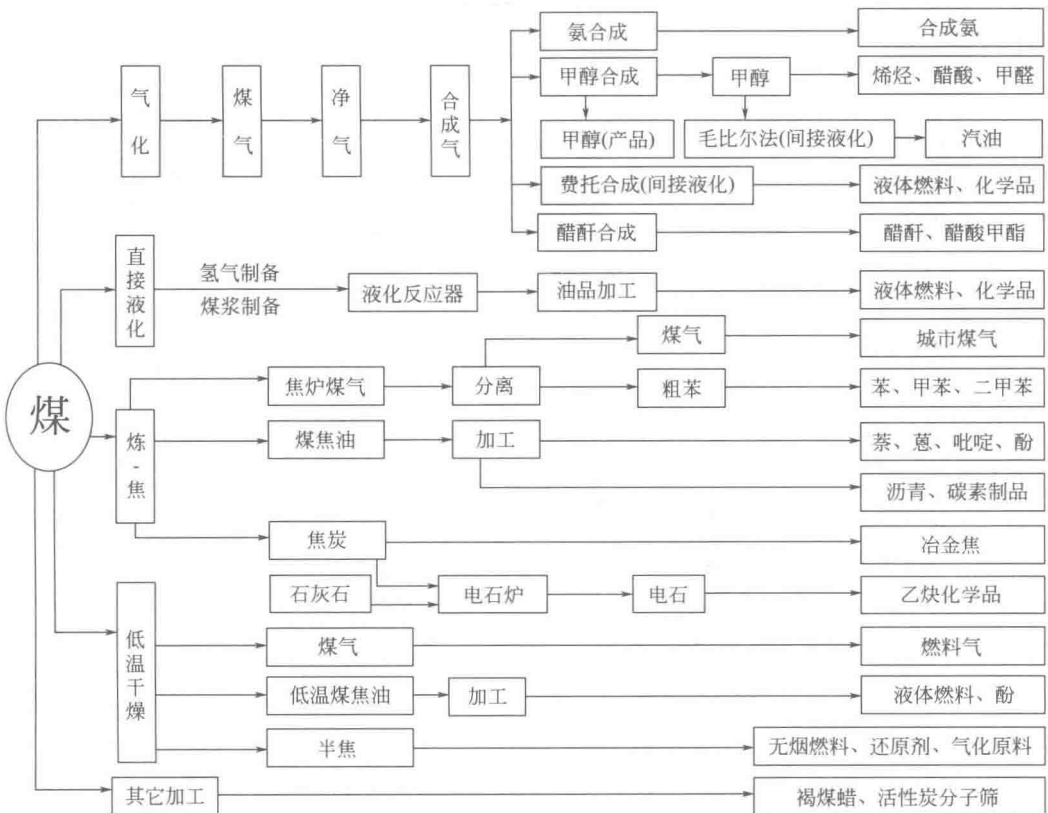 煤
气化
煤气
净气
合成气
氨合成
合成氨
甲醇合成
甲醇
烯烃、醋酸、甲醛
甲醇(产品)
毛比尔法(间接液化)
汽油
费托合成(间接液化)
液体燃料、化学品
醋酐合成
醋酐、醋酸甲酯
直接液化
氢气制备
煤浆制备
液化反应器
油品加工
液体燃料、化学品
炼-焦
焦炉煤气
分离
煤气
城市煤气
粗苯
苯、甲苯、二甲苯
煤焦油
加工
萘、蒽、吡啶、酚
沥青、碳素制品
焦炭
冶金焦
石灰石
电石炉
电石
乙炔化学品
低温干燥
煤气
燃料气
低温煤焦油
加工
液体燃料、酚
半焦
无烟燃料、还原剂、气化原料
其它加工
褐煤蜡、活性炭分子筛